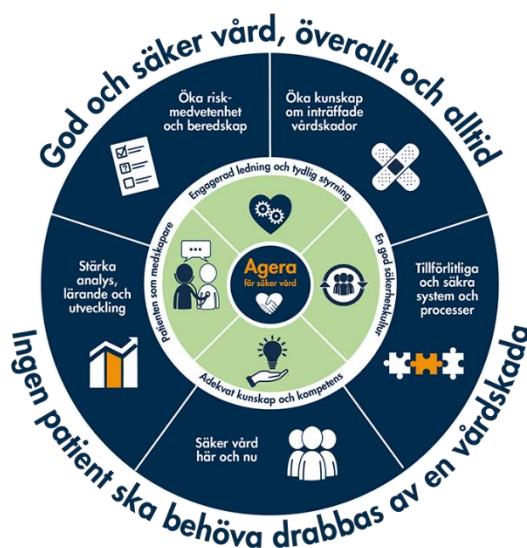 God och säker vård, överallt och alltid
Öka risk-
medvetenhet
och beredskap
Öka kunskap
om inträffade
vårdskador
Engagerad ledning och tydlig styrning
Patienten som medskapare
En god säkerhetskultur
Stärka
analys,
lärande och
utveckling
Agera
för säker vård
Tillförlitliga
och säkra
system och
processer
Adekvat kunskap och kompetens
Säker vård
här och nu
Ingen patient ska behöva drabbas av en vårdskada